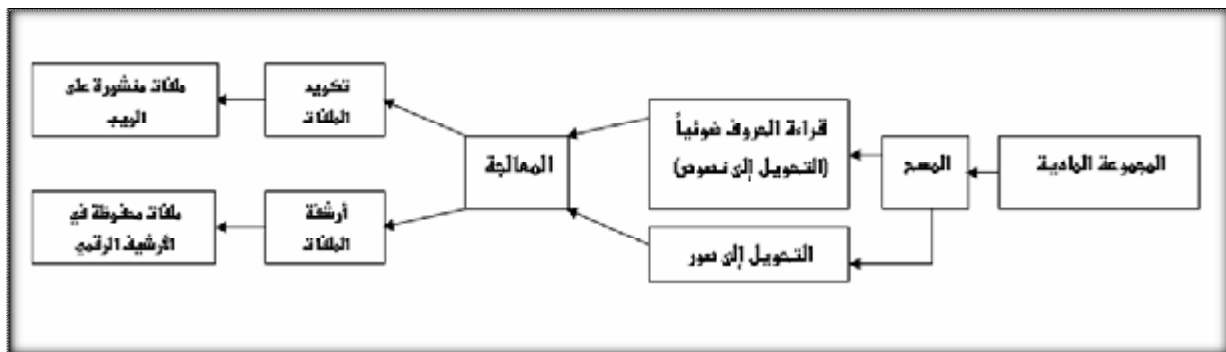 المجموعة المادية
المسح
قراءة الحروف ضوئياً
(التحويل إلى نصوص)
التحويل إلى صور
المعالجة
تكويد
الملفات
ملفات منشورة على
الويب
أرشفة
الملفات
ملفات محفوظة في
الأرشيف الرقمي